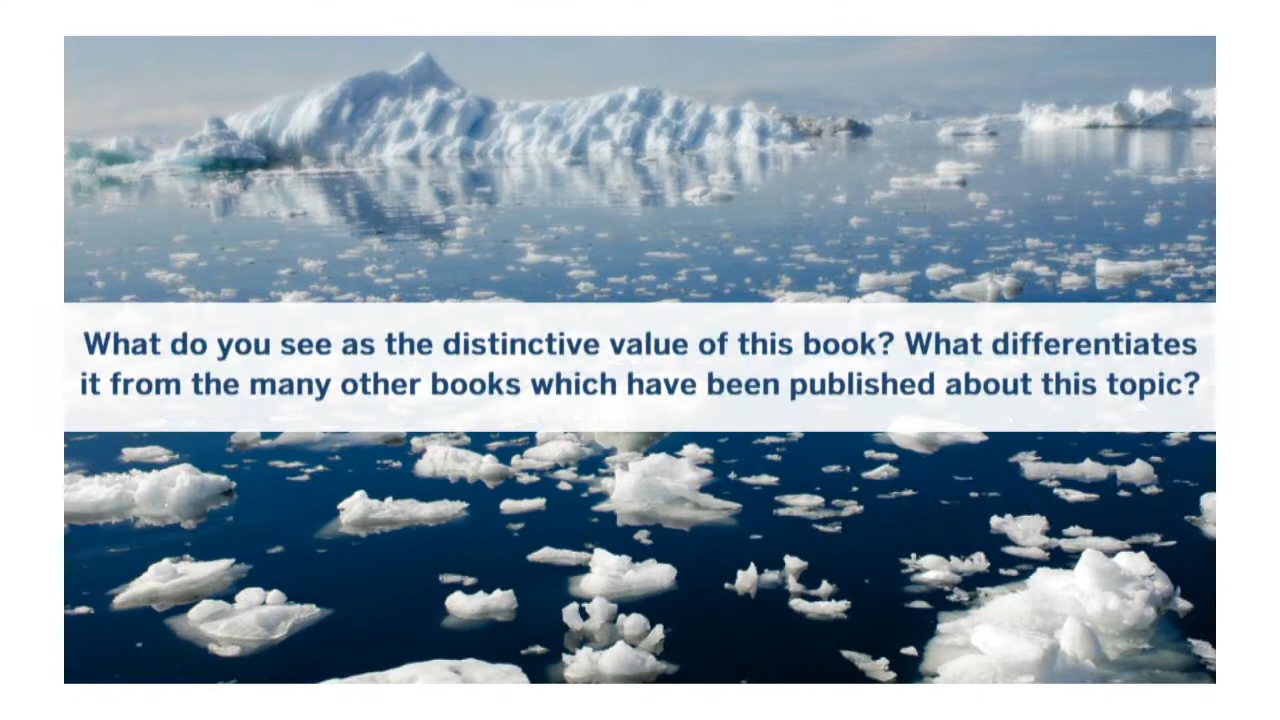 What do you see as the distinctive value of this book? What differentiates
it from the many other books which have been published about this topic?